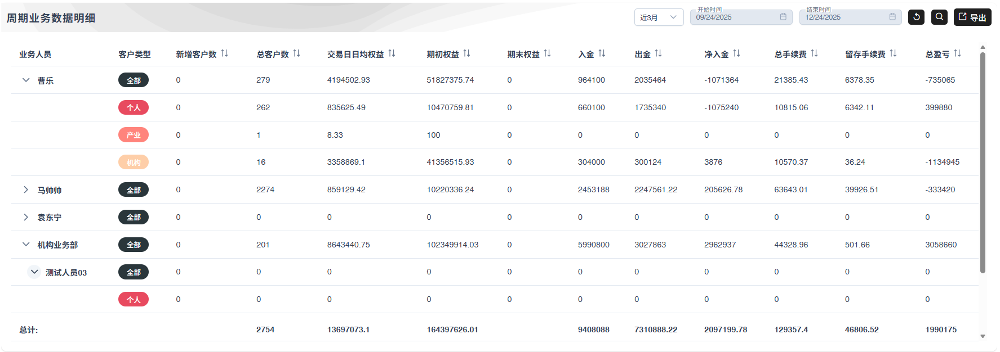 周期业务数据明细
近3月 开始时间 09/24/2025 结束时间 12/24/2025 导出
业务人员 客户类型 新增客户数 总客户数 交易日日均权益 期初权益 期末权益 入金 出金 净入金 总手续费 留存手续费 总盈亏
曹乐 全部 0 279 4194502.93 51827375.74 0 964100 2035464 -1071364 21385.43 6378.35 -735065
个人 0 262 835625.49 10470759.81 0 660100 1735340 -1075240 10815.06 6342.11 399880
产业 0 1 8.33 100 0 0 0 0 0 0 0
机构 0 16 3358869.1 41356515.93 0 304000 300124 3876 10570.37 36.24 -1134945
马帅帅 全部 0 2274 859129.42 10220336.24 0 2453188 2247561.22 205626.78 63643.01 39926.51 -333420
袁东宁 全部 0 0 0 0 0 0 0 0 0 0 0
机构业务部 全部 0 201 8643440.75 102349914.03 0 5990800 3027863 2962937 44328.96 501.66 3058660
测试人员03 全部 0 0 0 0 0 0 0 0 0 0 0
个人 0 0 0 0 0 0 0 0 0 0 0
总计: 2754 13697073.1 164397626.01 9408088 7310888.22 2097199.78 129357.4 46806.52 1990175